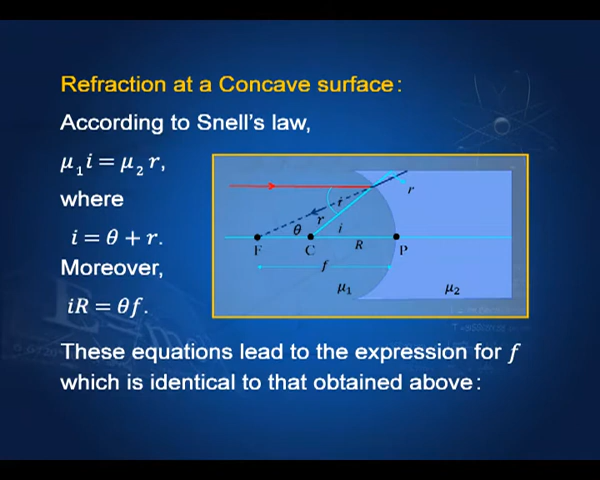 Refraction at a Concave surface:
According to Snell's law,
μ₁i = μ₂r,
where
i = θ + r.
Moreover,
iR = θf.
r
i
r
θ
i
F
C
R
P
f
μ₁
μ₂
These equations lead to the expression for f
which is identical to that obtained above: